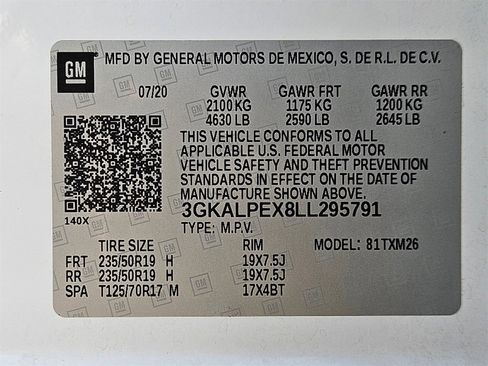 GM
MFD BY GENERAL MOTORS DE MEXICO, S. DE R.L. DE C.V.
07/20 GVWR GAWR FRT GAWR RR
2100 KG 1175 KG 1200 KG
4630 LB 2590 LB 2645 LB
THIS VEHICLE CONFORMS TO ALL
APPLICABLE U.S. FEDERAL MOTOR
VEHICLE SAFETY AND THEFT PREVENTION
STANDARDS IN EFFECT ON THE DATE OF
MANUFACTURE SHOWN ABOVE.
140X
3GKALPEX8LL295791
TYPE: M.P.V.
TIRE SIZE RIM MODEL: 81TXM26
FRT 235/50R19 H 19X7.5J
RR 235/50R19 H 19X7.5J
SPA T125/70R17 M 17X4BT